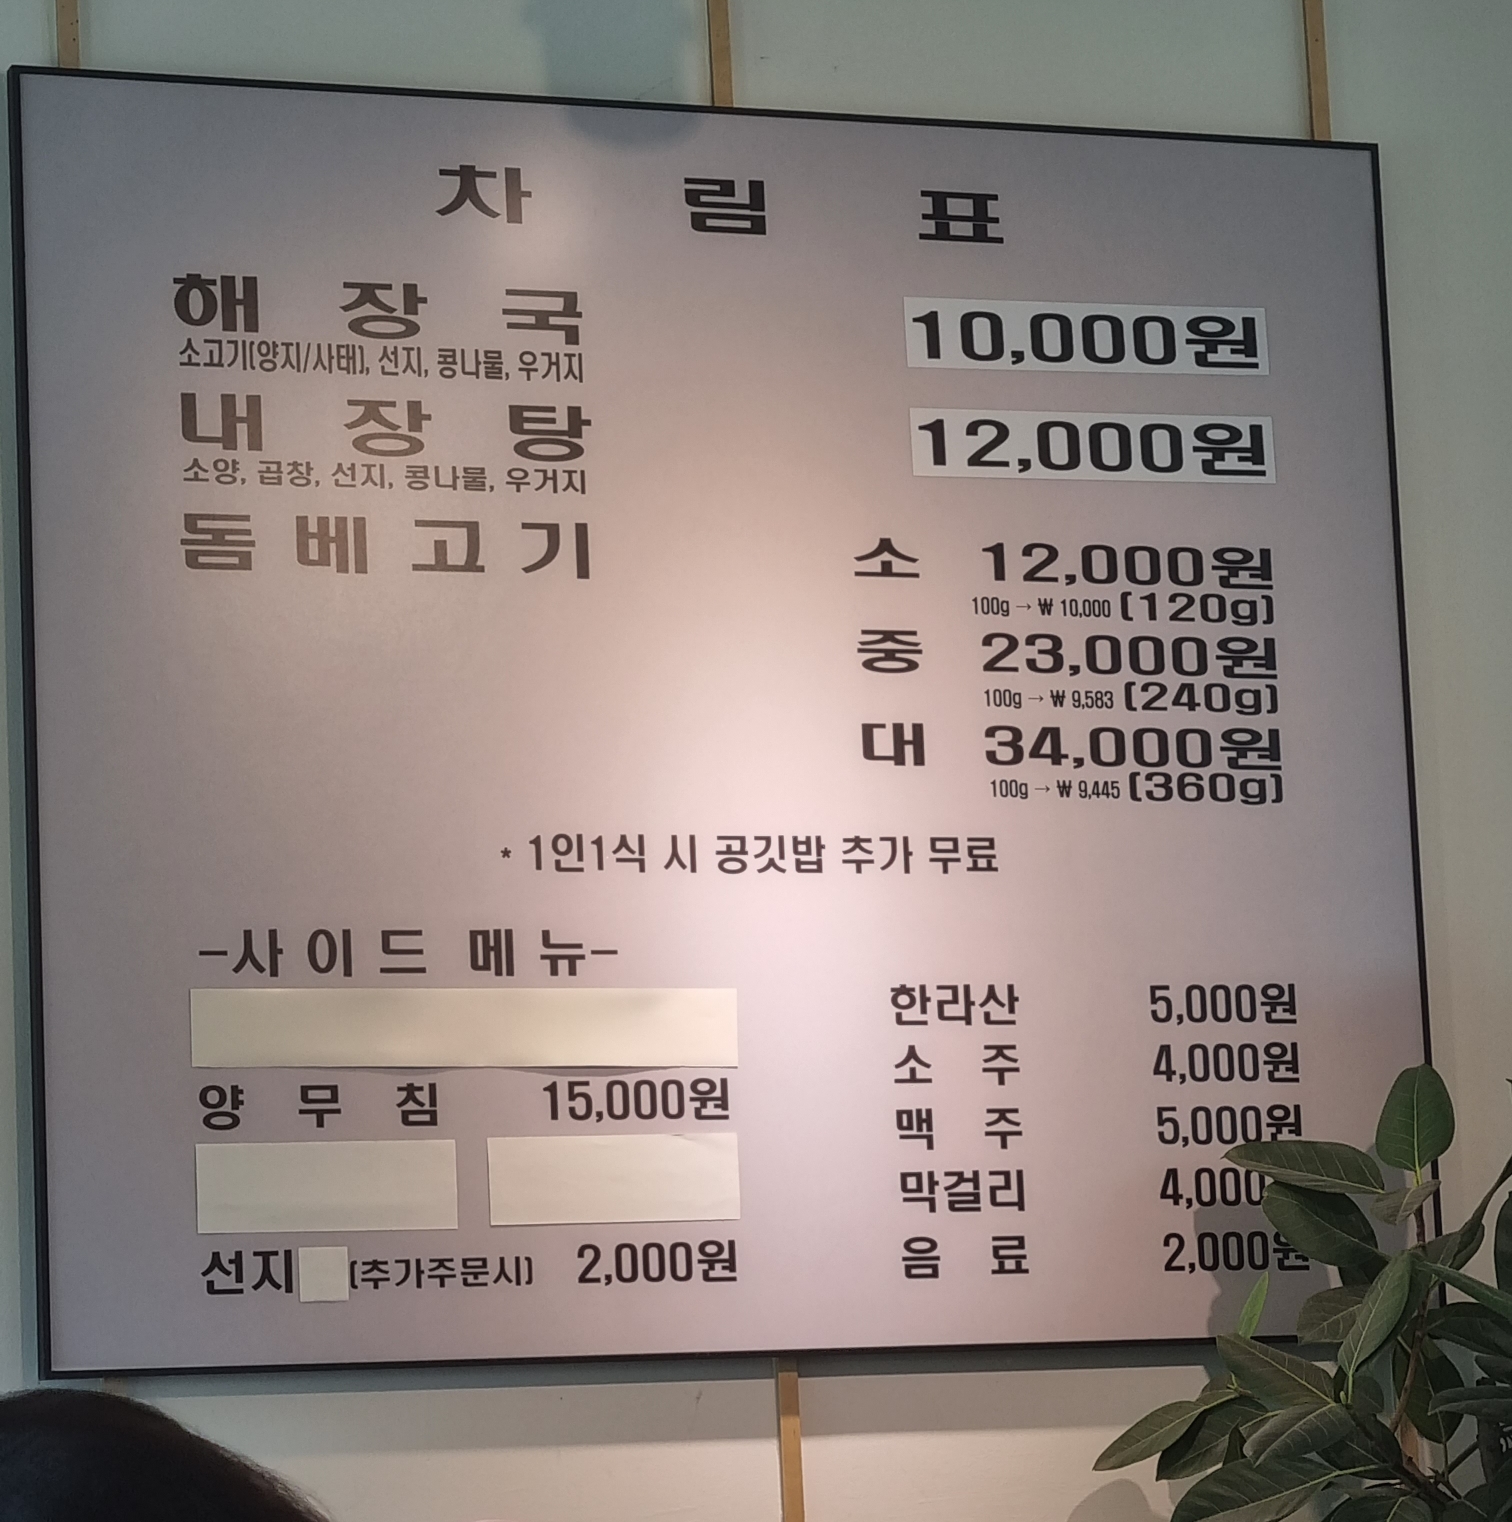 차림표
해장국 10,000원
소고기(양지/사태), 선지, 콩나물, 우거지
내장탕 12,000원
소양, 곱창, 선지, 콩나물, 우거지
돔베고기 소 12,000원
100g → ₩ 10,000 (120g)
중 23,000원
100g → ₩ 9,583 (240g)
대 34,000원
100g → ₩ 9,445 (360g)
* 1인1식 시 공깃밥 추가 무료
-사이드 메뉴-
양무침 15,000원
선지 (추가주문시) 2,000원
한라산 5,000원
소주 4,000원
맥주 5,000원
막걸리 4,000
음료 2,000원